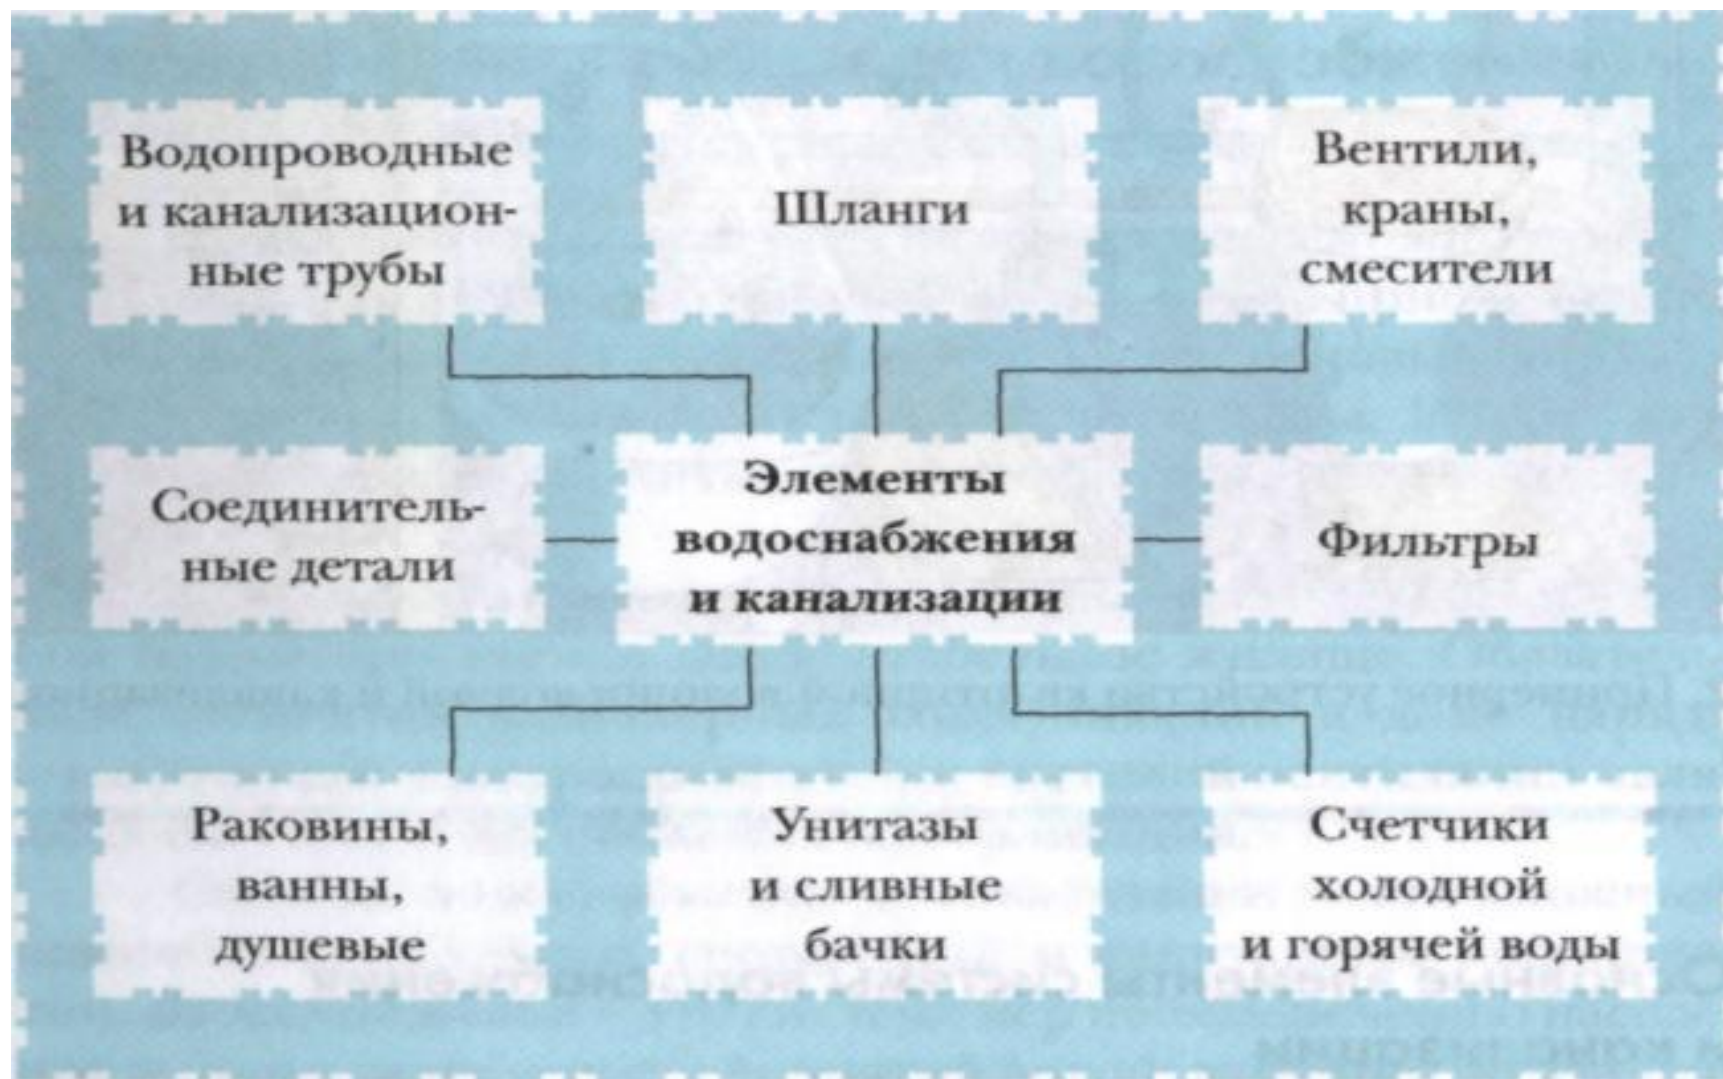 Водопроводные
и канализацион-
ные трубы
Шланги
Вентили,
краны,
смесители
Соединитель-
ные детали
Элементы
водоснабжения
и канализации
Фильтры
Раковины,
ванны,
душевые
Унитазы
и сливные
бачки
Счетчики
холодной
и горячей воды